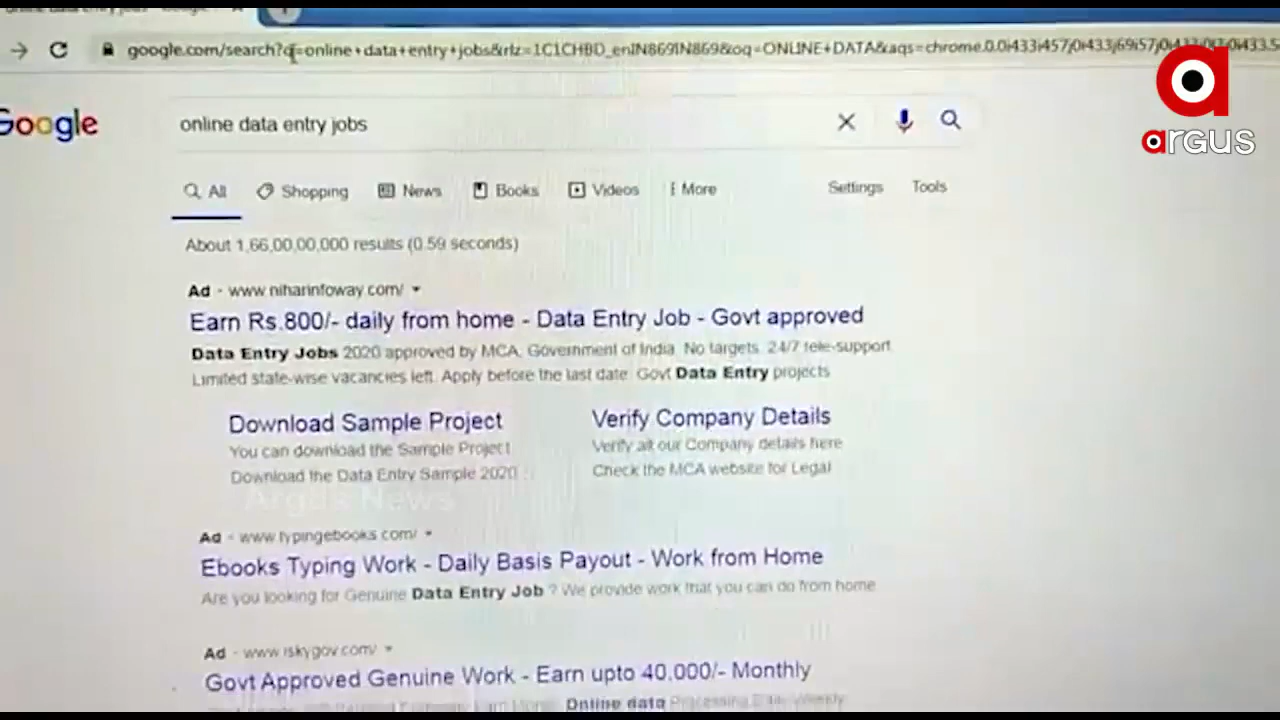 google.com/search?q=online+data+entry+jobs&rlz=1C1CHBD_enIN869IN869&oq=ONLINE+DATA&aqs=chrome.0.0i433i457j0i433j69i57j0i433j0l3j0i433.5
argus
Google
online data entry jobs
All Shopping News Books Videos More Settings Tools
About 1,66,00,00,000 results (0.59 seconds)
Ad · www.niharinfoway.com/
Earn Rs.800/- daily from home - Data Entry Job - Govt approved
Data Entry Jobs 2020 approved by MCA, Government of India. No targets. 24/7 tele-support.
Limited state-wise vacancies left. Apply before the last date. Govt Data Entry projects
Download Sample Project
You can download the Sample Project
Download the Data Entry Sample 2020
Verify Company Details
Verify all our Company details here
Check the MCA website for Legal
Argus News
Ad · www.typingebooks.com/
Ebooks Typing Work - Daily Basis Payout - Work from Home
Are you looking for Genuine Data Entry Job ? We provide work that you can do from home
Ad · www.iskygov.com/
Govt Approved Genuine Work - Earn upto 40,000/- Monthly
Online data Processing